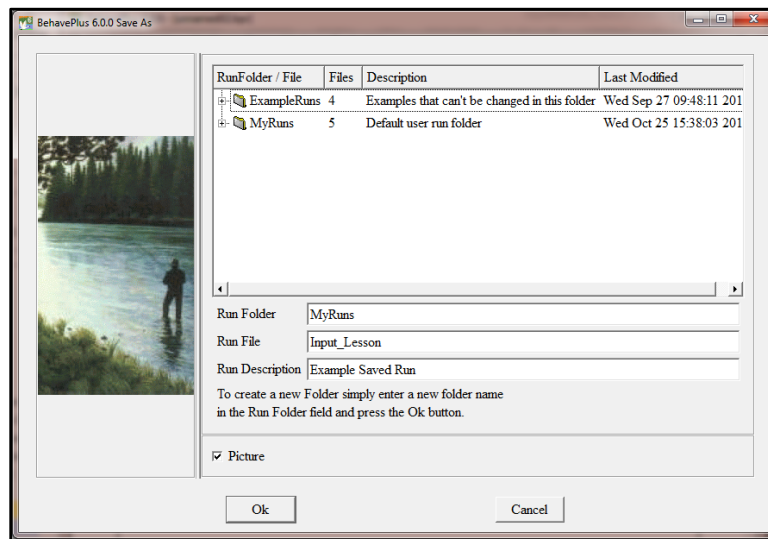 BehavePlus 6.0.0 Save As
RunFolder / File Files Description Last Modified
ExampleRuns 4 Examples that can't be changed in this folder Wed Sep 27 09:48:11 201
MyRuns 5 Default user run folder Wed Oct 25 15:38:03 201
Run Folder MyRuns
Run File Input_Lesson
Run Description Example Saved Run
To create a new Folder simply enter a new folder name
in the Run Folder field and press the Ok button.
Picture
Ok Cancel